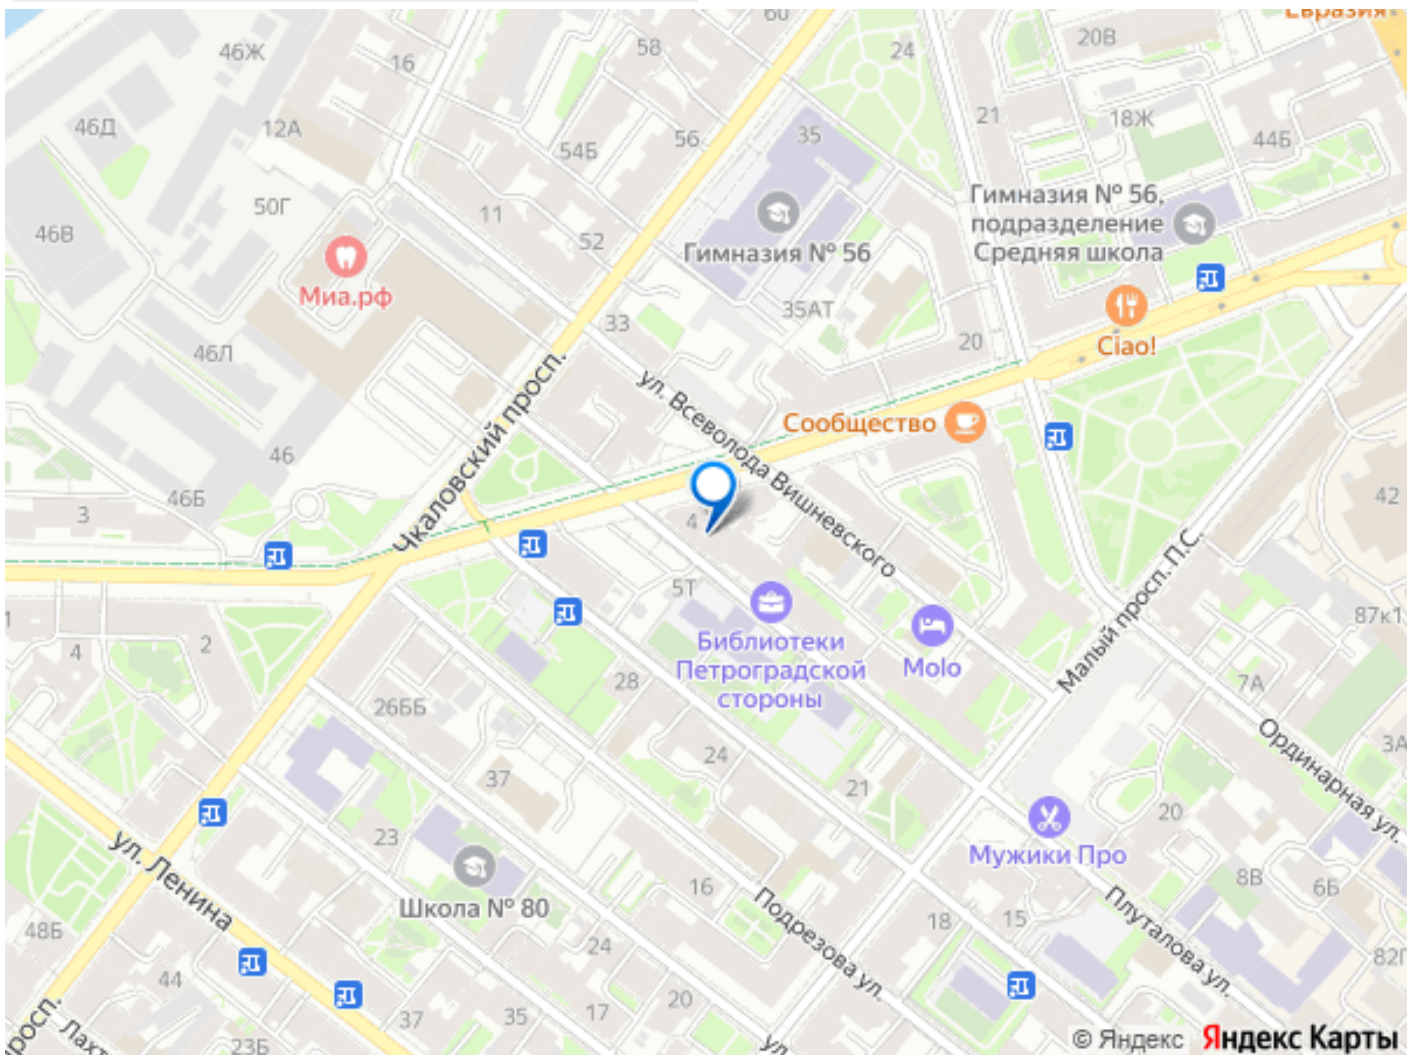 60
Евразия
46Ж
16
58
24
20В
46Д
12А
54Б
56
35
21
18Ж
44Б
50Г
11
Гимназия № 56,
подразделение
Средняя школа
46В
52
Гимназия № 56
Миа.рф
33
35АТ
20
Ciao!
46Л
Чкаловский просп.
ул. Всеволода Вишневского
Сообщество
46
46Б
3
4
42
5Т
Малый просп. П.С.
1
4
2
Библиотеки
Петроградской
стороны
Molo
87к1
28
7А
26ББ
24
Ординарная ул.
3А
37
21
20
ул. Ленина
23
Мужики Про
Школа № 80
16
8В
6Б
Подрезова ул.
Плуталова ул.
48Б
24
18
15
82Г
44
20
17
35
37
23Б
просп.
Лахт
ул.
© Яндекс Яндекс Карты